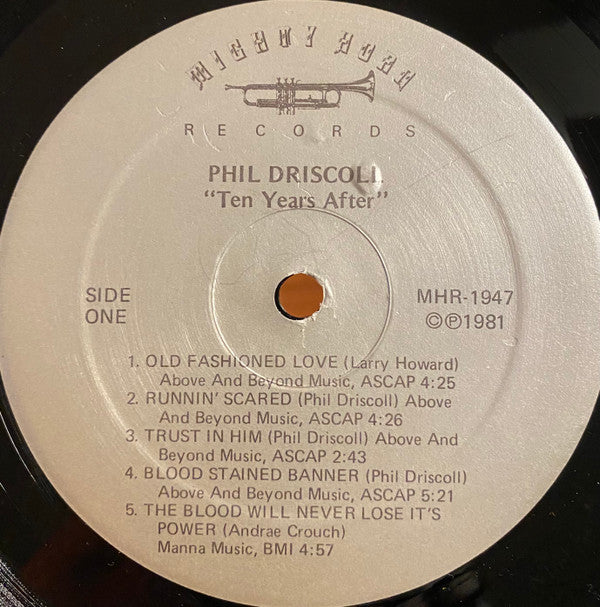 MIGHTY HORN
RECORDS
PHIL DRISCOLL
"Ten Years After"
SIDE
ONE
MHR-1947
©℗1981
1. OLD FASHIONED LOVE (Larry Howard)
Above And Beyond Music, ASCAP 4:25
2. RUNNIN' SCARED (Phil Driscoll) Above
And Beyond Music, ASCAP 4:26
3. TRUST IN HIM (Phil Driscoll) Above And
Beyond Music, ASCAP 2:43
4. BLOOD STAINED BANNER (Phil Driscoll)
Above And Beyond Music, ASCAP 5:21
5. THE BLOOD WILL NEVER LOSE IT'S
POWER (Andrae Crouch)
Manna Music, BMI 4:57